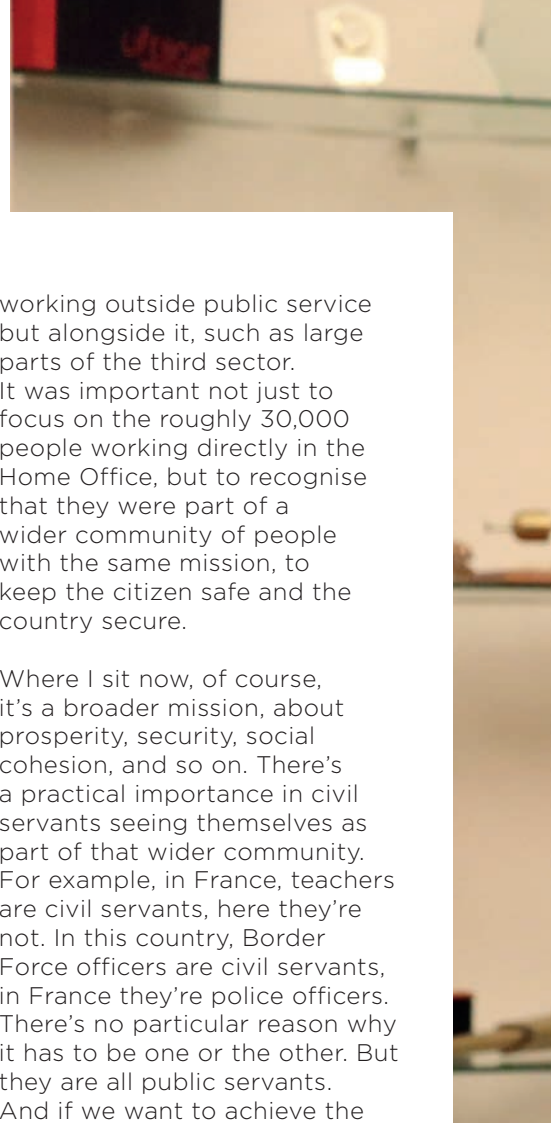 working outside public service
but alongside it, such as large
parts of the third sector.
It was important not just to
focus on the roughly 30,000
people working directly in the
Home Office, but to recognise
that they were part of a
wider community of people
with the same mission, to
keep the citizen safe and the
country secure.
Where I sit now, of course,
it’s a broader mission, about
prosperity, security, social
cohesion, and so on. There’s
a practical importance in civil
servants seeing themselves as
part of that wider community.
For example, in France, teachers
are civil servants, here they’re
not. In this country, Border
Force officers are civil servants,
in France they’re police officers.
There’s no particular reason why
it has to be one or the other. But
they are all public servants.
And if we want to achieve the